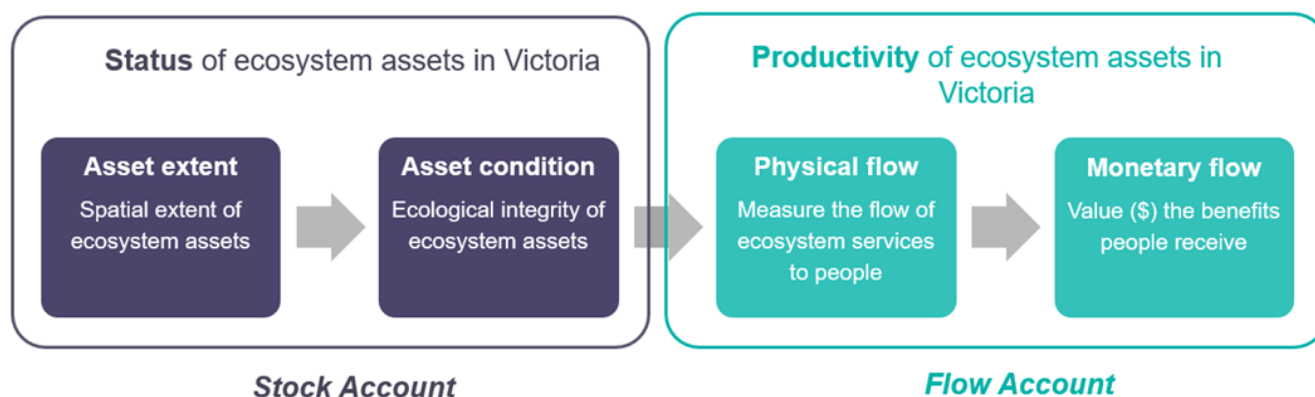 Status of ecosystem assets in Victoria
Asset extent
Spatial extent of
ecosystem assets
Asset condition
Ecological integrity of
ecosystem assets
Stock Account
Productivity of ecosystem assets in
Victoria
Physical flow
Measure the flow of
ecosystem services
to people
Monetary flow
Value ($) the benefits
people receive
Flow Account